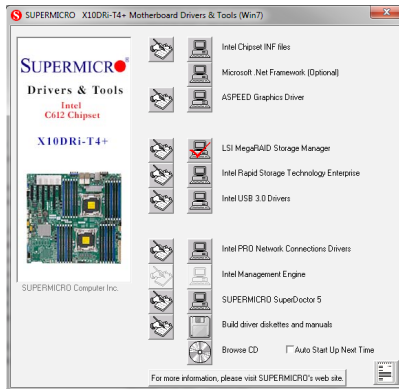 SUPERMICRO X10DRi-T4+ Motherboard Drivers & Tools (Win7)
SUPERMICRO
Drivers & Tools
Intel
C612 Chipset
X10DRi-T4+
SUPERMICRO Computer Inc.
Intel Chipset INF files
Microsoft .Net Framework (Optional)
ASPEED Graphics Driver
LSI MegaRAID Storage Manager
Intel Rapid Storage Technology Enterprise
Intel USB 3.0 Drivers
Intel PRO Network Connections Drivers
Intel Management Engine
SUPERMICRO SuperDoctor 5
Build driver diskettes and manuals
Browse CD
Auto Start Up Next Time
For more information, please visit SUPERMICRO's web site.